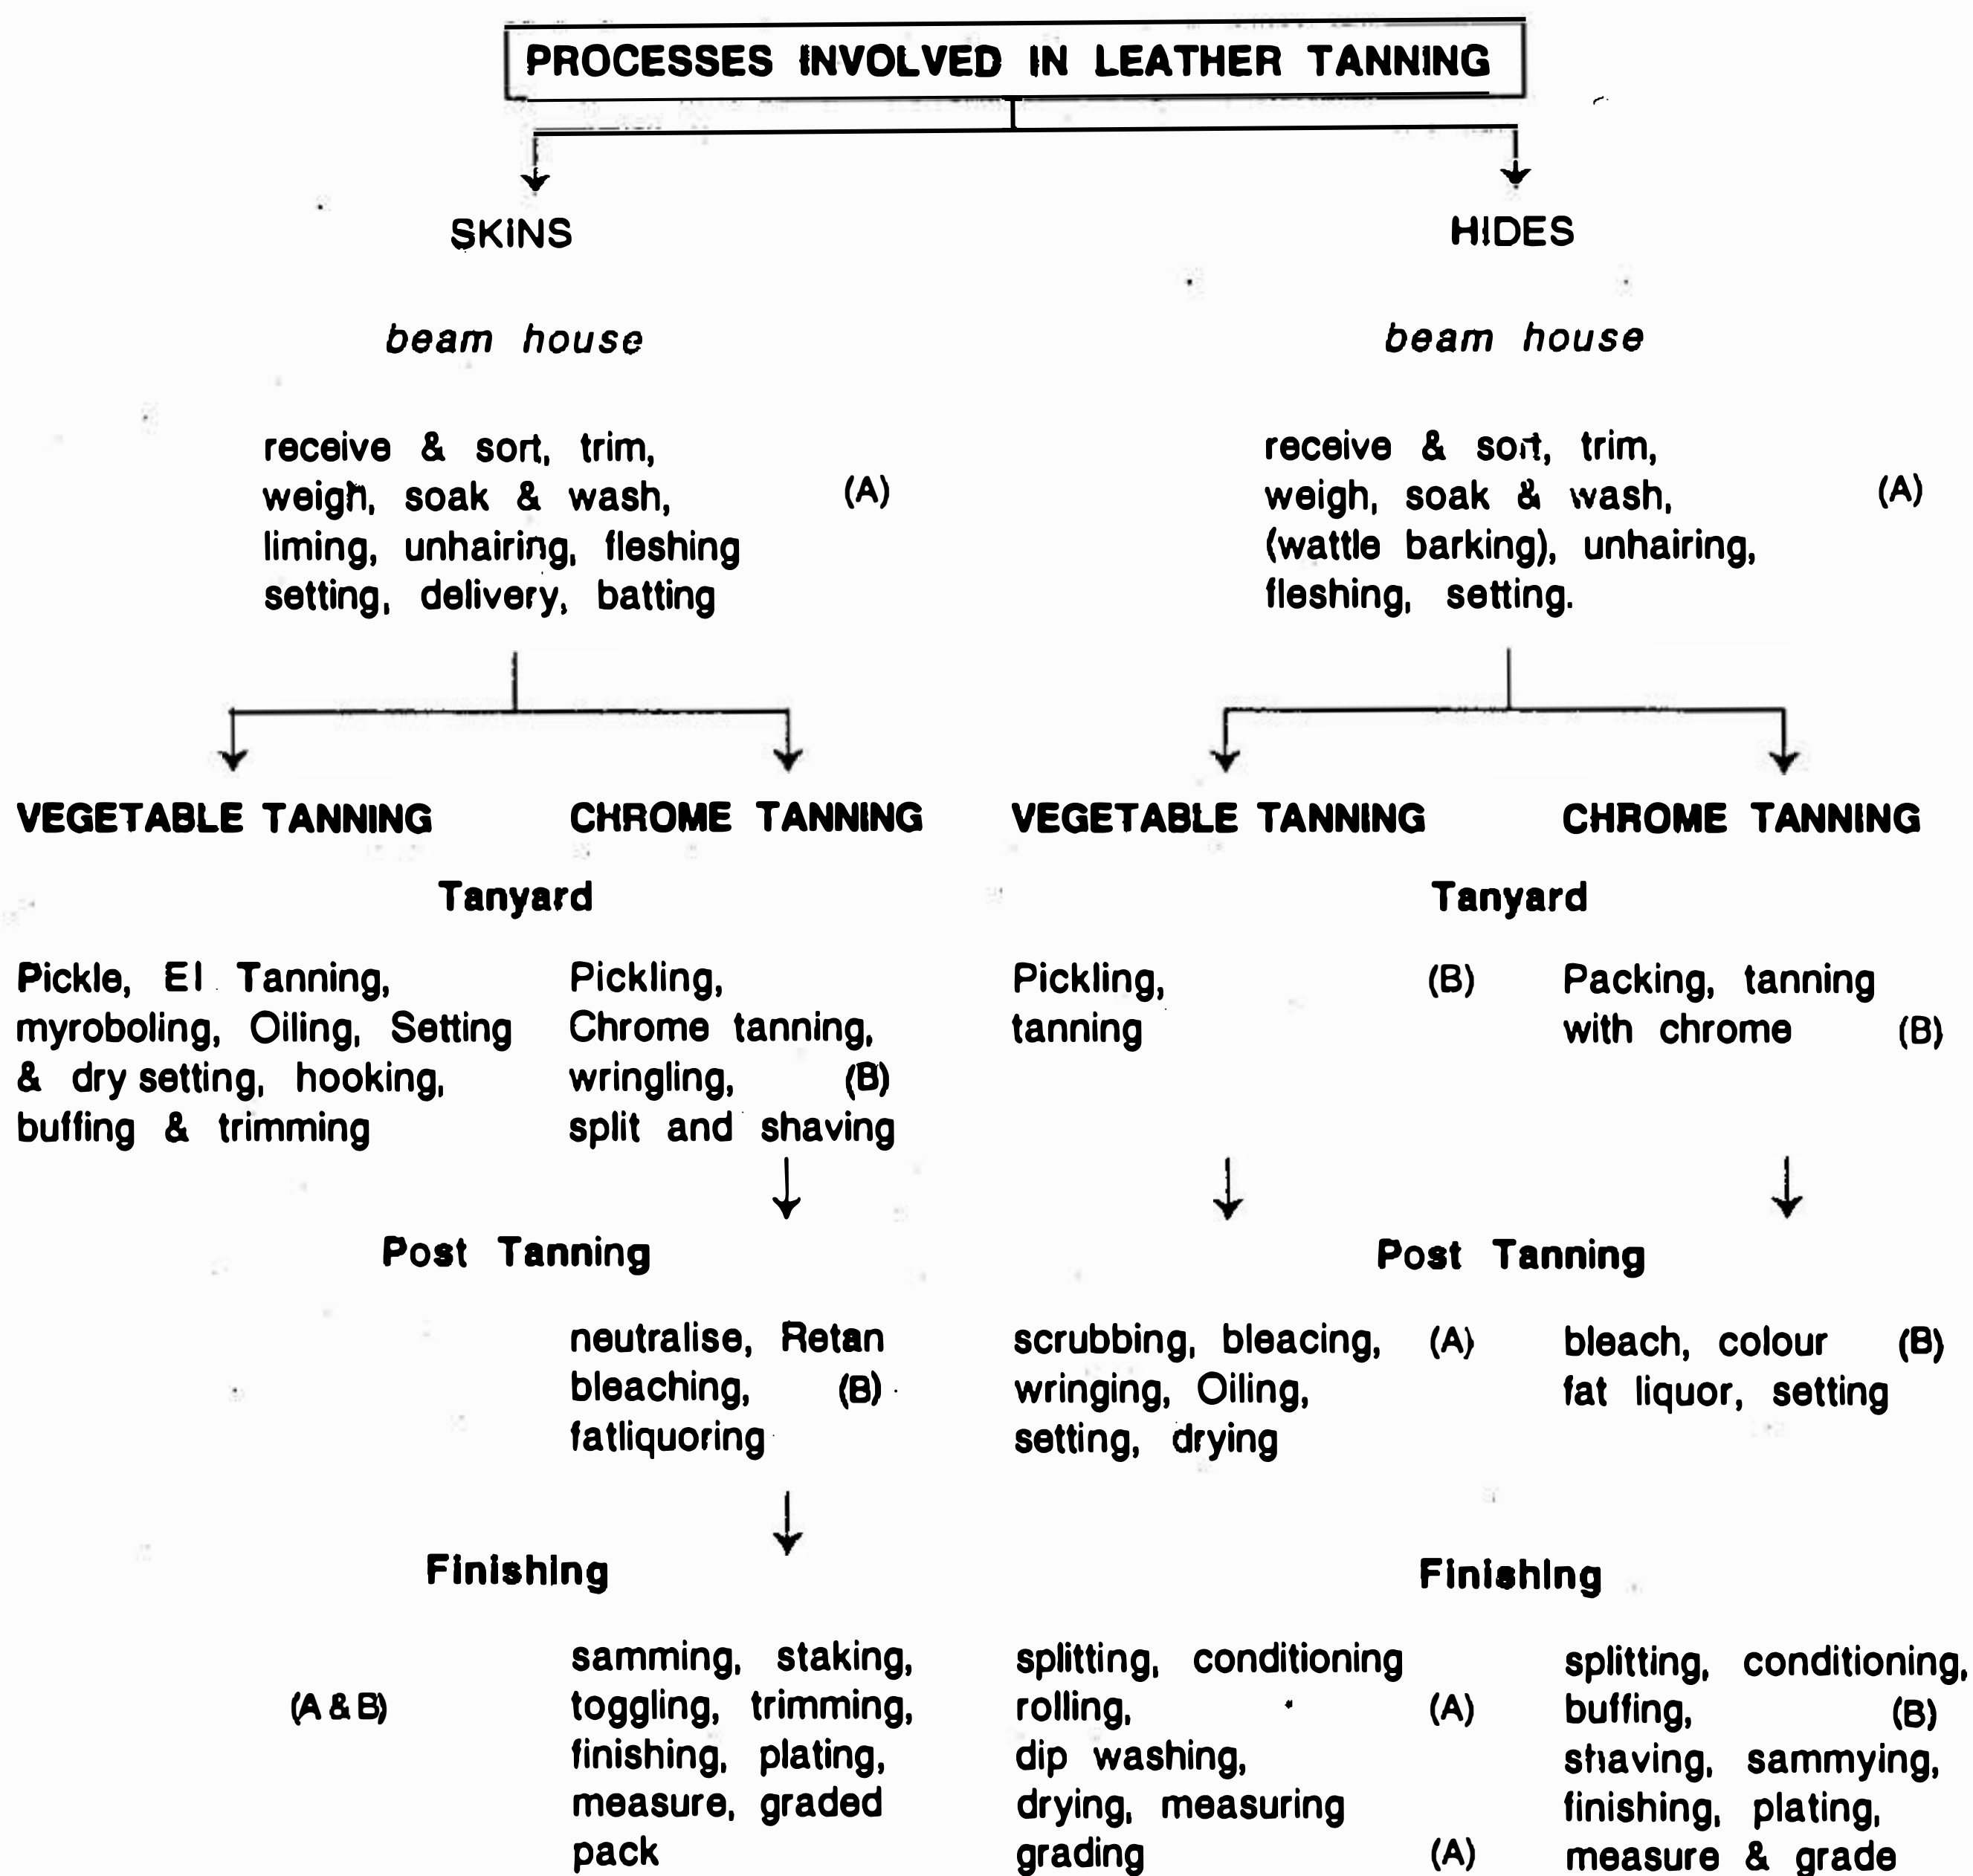 PROCESSES INVOLVED IN LEATHER TANNING
SKINS
HIDES
beam house
beam house
receive & sort, trim,
weigh, soak & wash, (A)
liming, unhairing, fleshing
setting, delivery, batting
receive & sort, trim,
weigh, soak & wash, (A)
(wattle barking), unhairing,
fleshing, setting.
VEGETABLE TANNING
CHROME TANNING
VEGETABLE TANNING
CHROME TANNING
Tanyard
Tanyard
Pickle, EI Tanning,
myroboling, Oiling, Setting
& dry setting, hooking,
buffing & trimming
Pickling,
Chrome tanning,
wringling, (B)
split and shaving
Pickling, (B)
tanning
Packing, tanning
with chrome (B)
Post Tanning
Post Tanning
neutralise, Retan
bleaching, (B)
fatliquoring
scrubbing, bleacing, (A)
wringing, Oiling,
setting, drying
bleach, colour (B)
fat liquor, setting
Finishing
Finishing
(A & B)
samming, staking,
toggling, trimming,
finishing, plating,
measure, graded
pack
splitting, conditioning
rolling, (A)
dip washing,
drying, measuring
grading (A)
splitting, conditioning,
buffing, (B)
shaving, sammying,
finishing, plating,
measure & grade